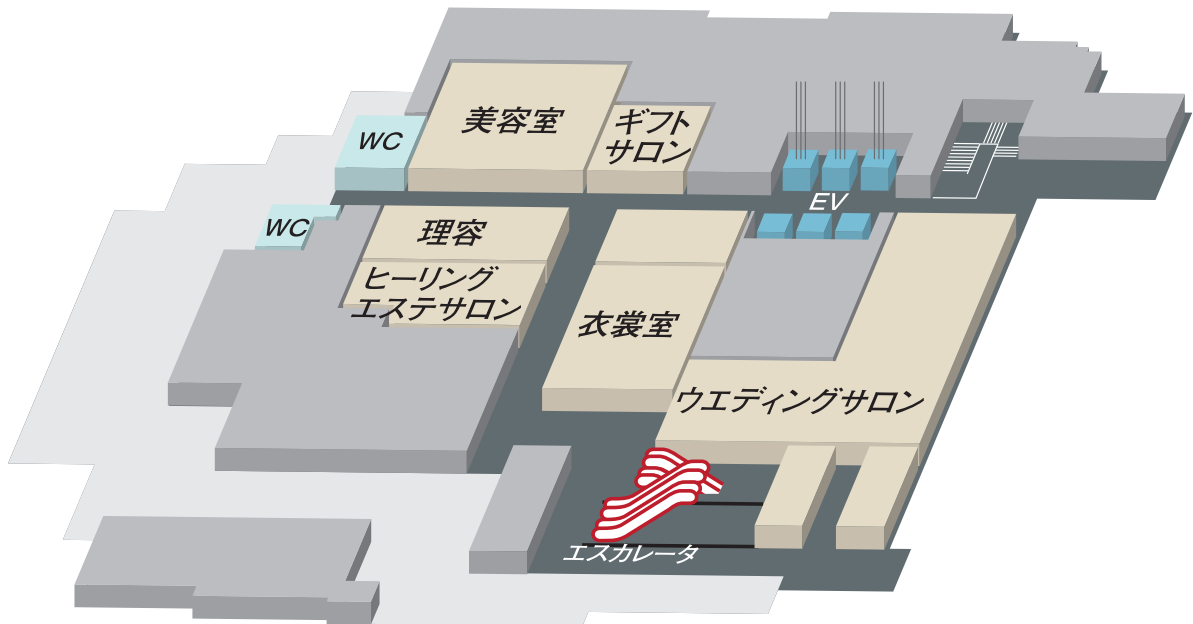 美容室
ギフト
サロン
WC
EV
WC
理容
ヒーリング
エステサロン
衣裳室
ウエディングサロン
エスカレータ